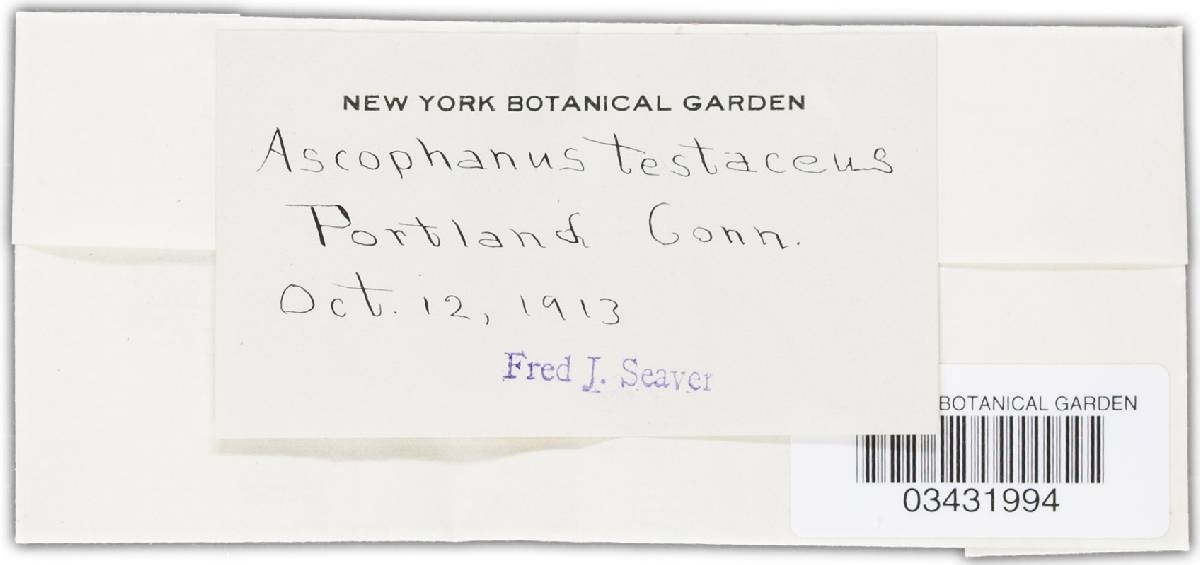 NEW YORK BOTANICAL GARDEN
Ascophanus testaceus
Portland Conn.
Oct. 12, 1913
Fred J. Seaver
BOTANICAL GARDEN
03431994